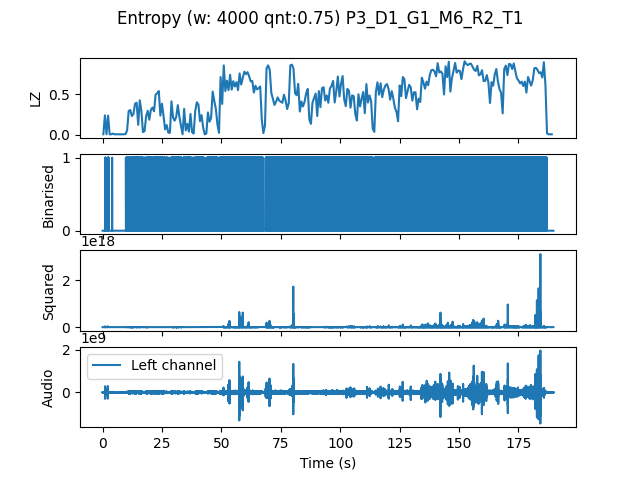 Entropy (w: 4000 qnt:0.75) P3_D1_G1_M6_R2_T1
LZ
0.5
0.0
Binarised
1
0
1e18
Squared
2
0
1e9
Audio
2
0
Left channel
0 25 50 75 100 125 150 175
Time (s)